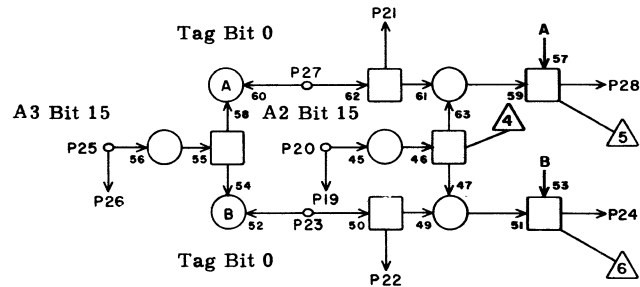 P21
Tag Bit 0
A
57
A
P27
P28
60
62
61
59
58
63
A3 Bit 15
A2 Bit 15
4
5
P25
56
55
P20
45
46
P26
54
P19
47
B
53
B
P23
P24
52
50
49
51
Tag Bit 0
P22
6